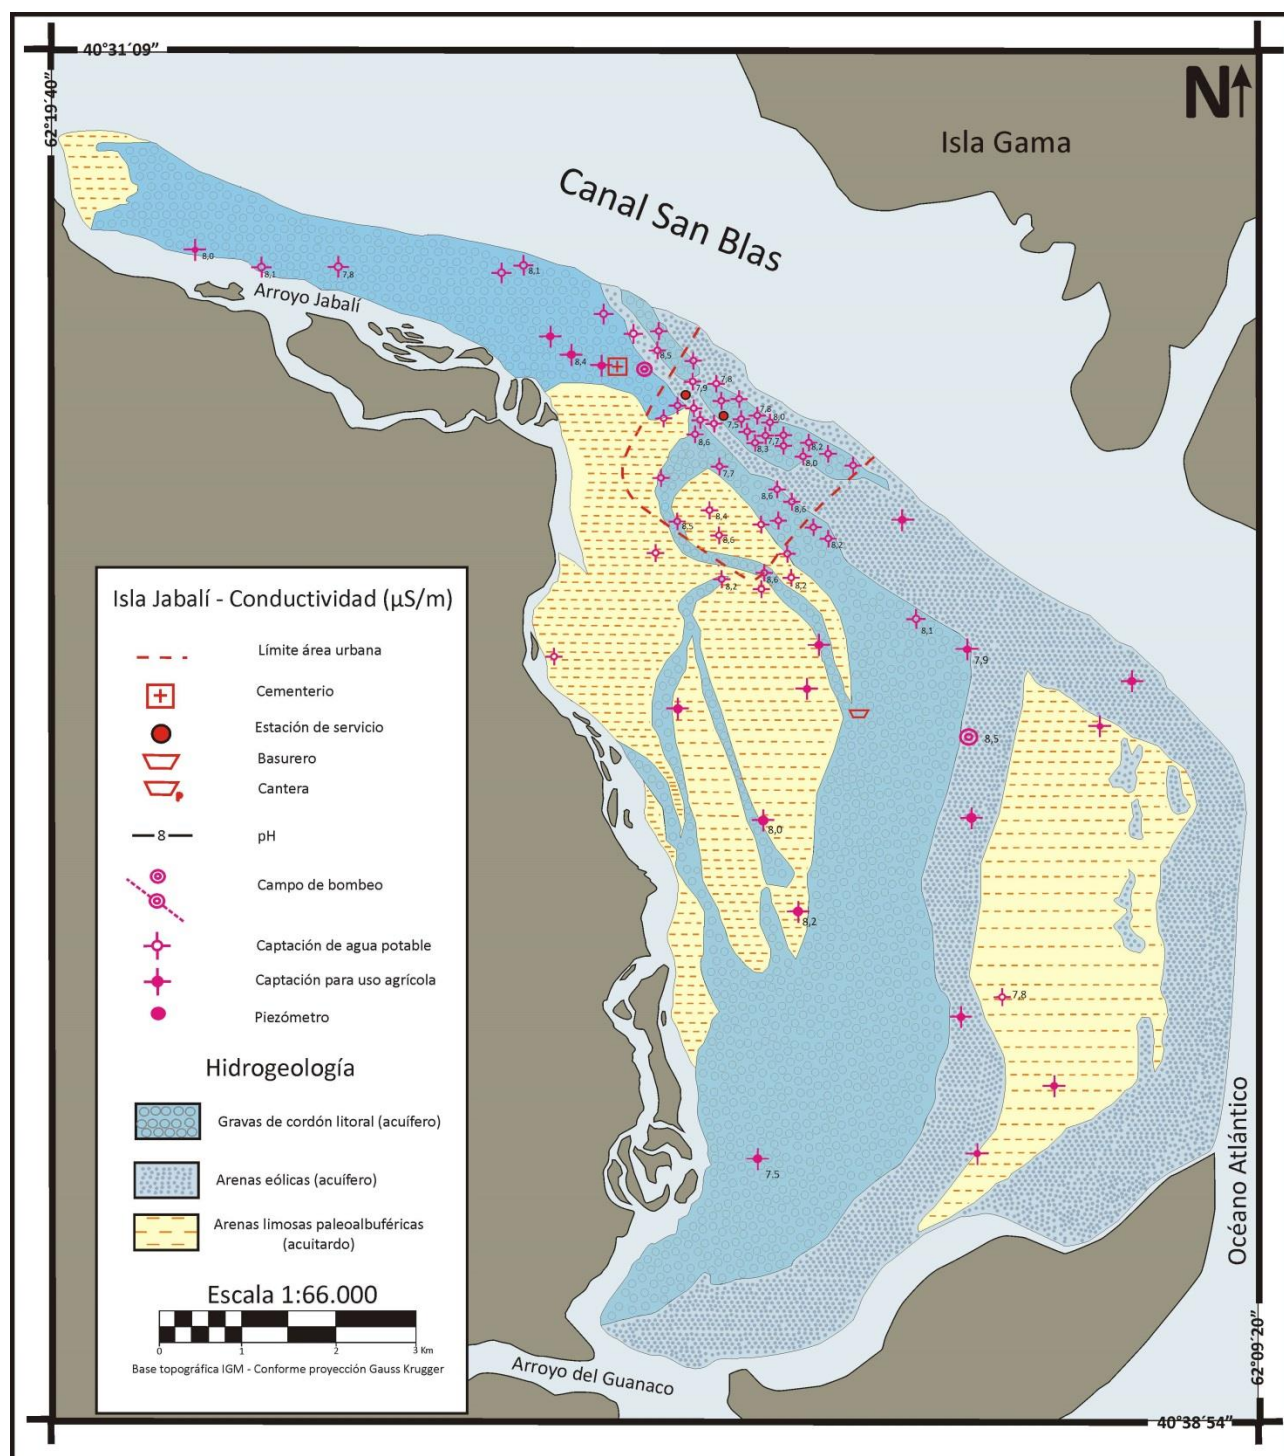 40°31´09”
62°19´40”
N
Isla Gama
Canal San Blas
8,0
8,1
7,8
8,1
Arroyo Jabalí
8,5
8,4
7,9
7,8
7,5
7,8
8,0
7,7
8,3
8,2
8,0
8,6
7,7
8,6
8,6
8,4
8,5
8,6
8,2
8,2
8,6
8,2
8,1
7,9
8,5
8,0
8,2
7,8
7.5
Isla Jabalí - Conductividad (µS/m)
Límite área urbana
Cementerio
Estación de servicio
Basurero
Cantera
8
pH
Campo de bombeo
Captación de agua potable
Captación para uso agrícola
Piezómetro
Hidrogeología
Gravas de cordón litoral (acuífero)
Arenas eólicas (acuífero)
Arenas limosas paleoalbuféricas
(acuitardo)
Escala 1:66.000
0 1 2 3 Km
Base topográfica IGM - Conforme proyección Gauss Krugger
Arroyo del Guanaco
Océano Atlántico
62°09´20”
40°38´54”